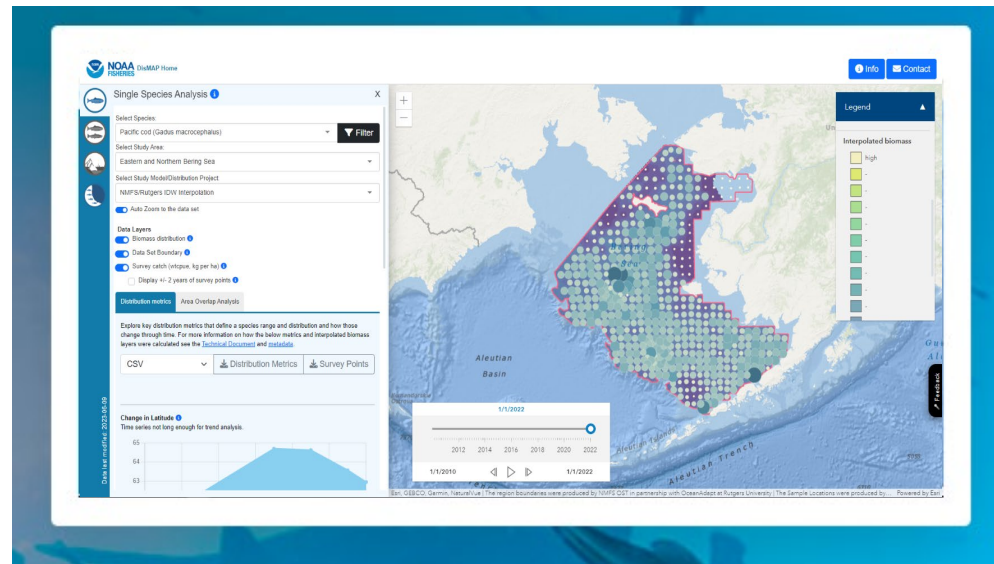 NOAA
FISHERIES
DisMAP Home
Info
Contact
Single Species Analysis
X
Select Species:
Pacific cod (Gadus macrocephalus)
Filter
Select Study Area:
Eastern and Northern Bering Sea
Select Study Model/Distribution Project:
NMFS/Rutgers IDW Interpolation
Auto Zoom to the data set
Data Layers
Biomass distribution
Data Set Boundary
Survey catch (wtcpue, kg per ha)
Display +/- 2 years of survey points
Distribution metrics
Area Overlap Analysis
Explore key distribution metrics that define a species range and distribution and how those
change through time. For more information on how the below metrics and interpolated biomass
layers were calculated see the Technical Document and metadata.
CSV
Distribution Metrics
Survey Points
Change in Latitude
Time series not long enough for trend analysis.
65
64
63
Data last modified: 2023-06-09
+
−
Legend
Interpolated biomass
high
-
-
-
-
-
-
-
-
Sea
Aleutian
Basin
Aleutian Islands
Aleutian Trench
Feedback
1/1/2022
2012 2014 2016 2018 2020 2022
1/1/2010
1/1/2022
Esri, GEBCO, Garmin, NaturalVue | The region boundaries were produced by NMFS OST in partnership with OceanAdapt at Rutgers University | The Sample Locations were produced by ...
Powered by Esri